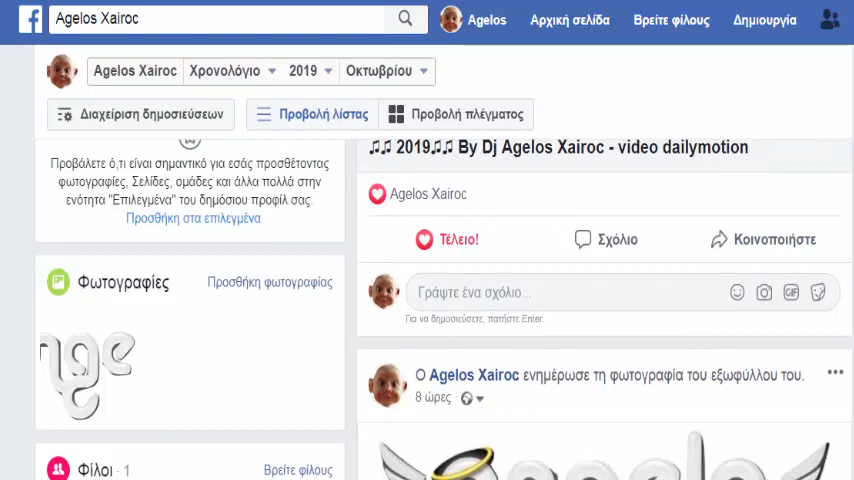 f Agelos Xairoc
Agelos Αρχική σελίδα Βρείτε φίλους Δημιουργία
Agelos Xairoc Χρονολόγιο 2019 Οκτωβρίου
Διαχείριση δημοσιεύσεων Προβολή λίστας Προβολή πλέγματος
Προβάλετε ό,τι είναι σημαντικό για εσάς προσθέτοντας
φωτογραφίες, Σελίδες, ομάδες και άλλα πολλά στην
ενότητα "Επιλεγμένα" του δημόσιου προφίλ σας.
Προσθήκη στα επιλεγμένα
Φωτογραφίες Προσθήκη φωτογραφίας
nge
Φίλοι · 1 Βρείτε φίλους
♫♫ 2019♫♫ By Dj Agelos Xairoc - video dailymotion
Agelos Xairoc
Τέλειο! Σχόλιο Κοινοποιήστε
Γράψτε ένα σχόλιο...
GIF
Για να δημοσιεύσετε, πατήστε Enter.
Ο Agelos Xairoc ενημέρωσε τη φωτογραφία του εξωφύλλου του.
8 ώρες ·